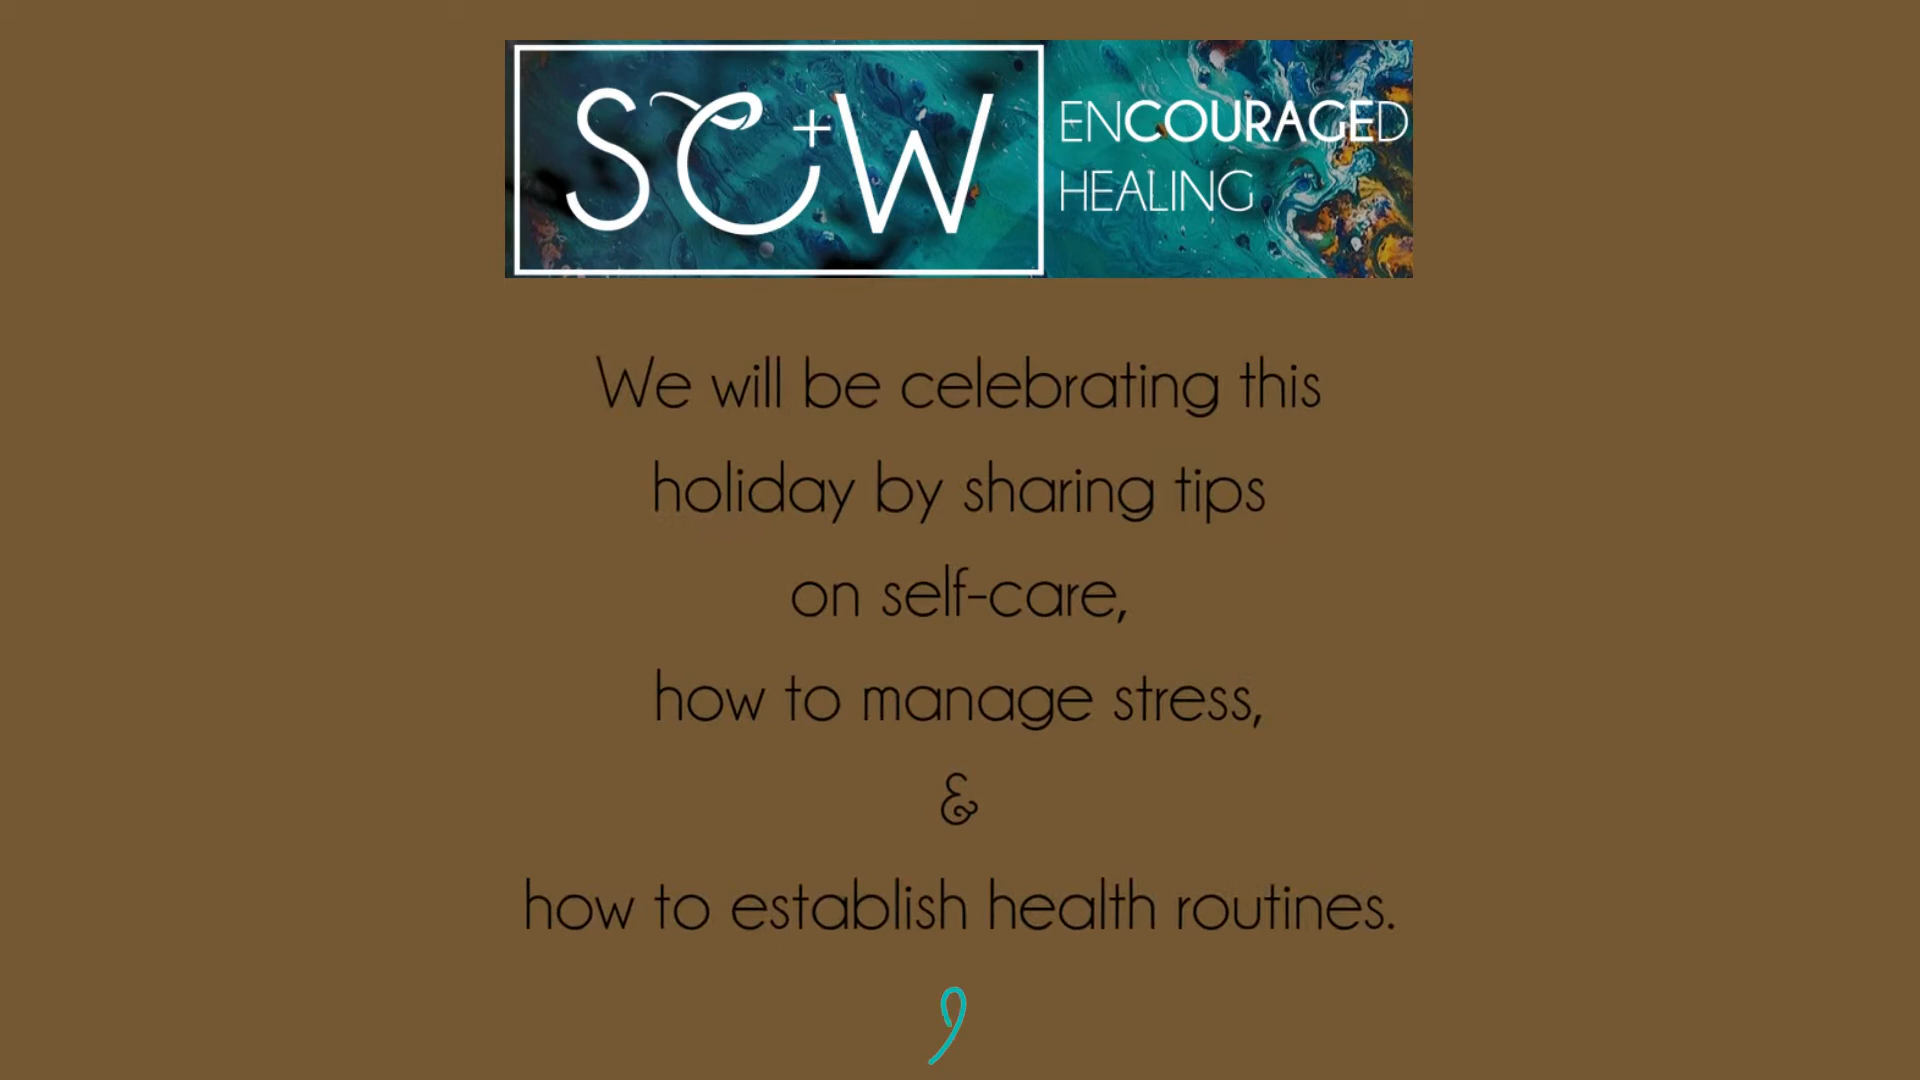 SC+W
ENCOURAGED
HEALING
We will be celebrating this
holiday by sharing tips
on self-care,
how to manage stress,
&
how to establish health routines.